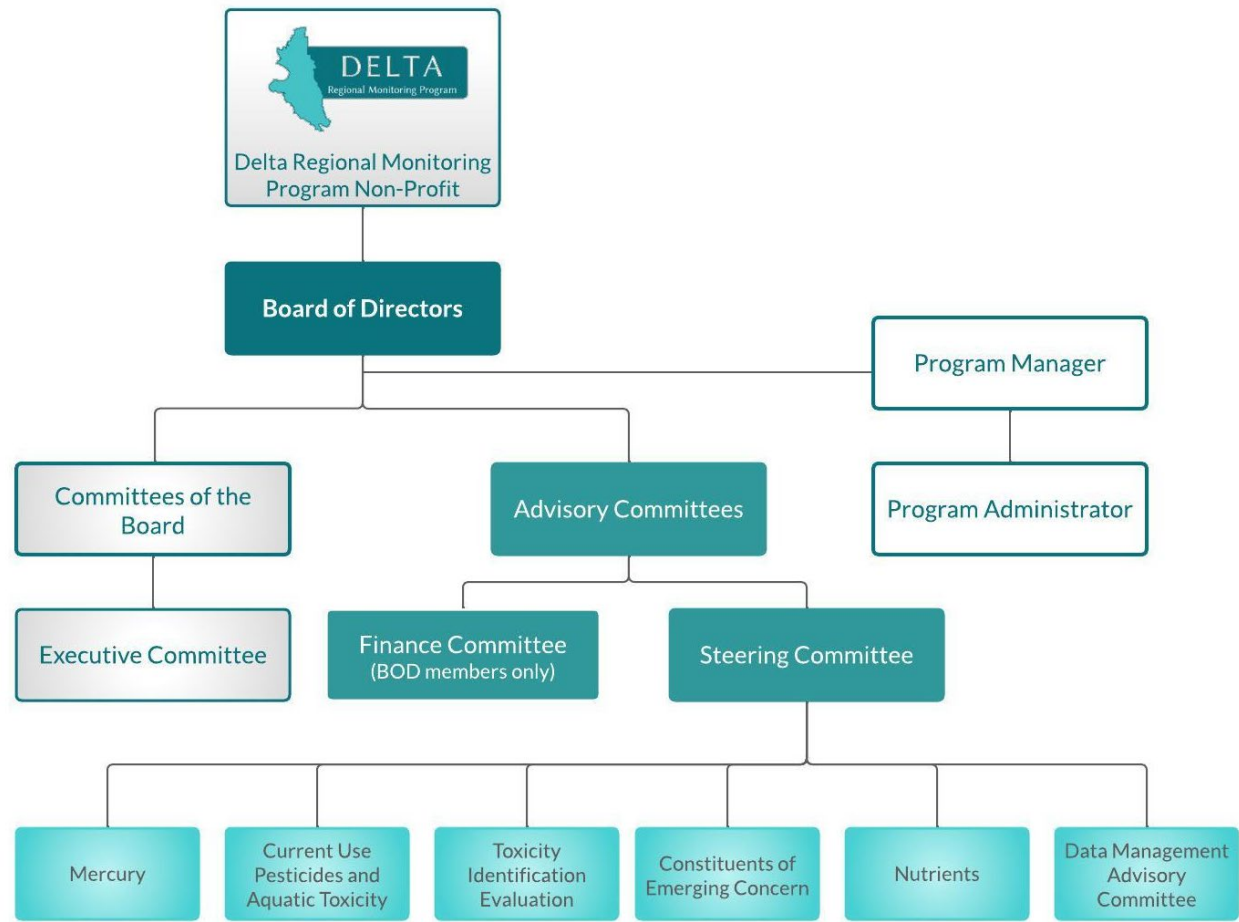 DELTA
Regional Monitoring Program
Delta Regional Monitoring
Program Non-Profit
Board of Directors
Program Manager
Committees of the
Board
Advisory Committees
Program Administrator
Executive Committee
Finance Committee
(BOD members only)
Steering Committee
Mercury
Current Use
Pesticides and
Aquatic Toxicity
Toxicity
Identification
Evaluation
Constituents of
Emerging Concern
Nutrients
Data Management
Advisory
Committee